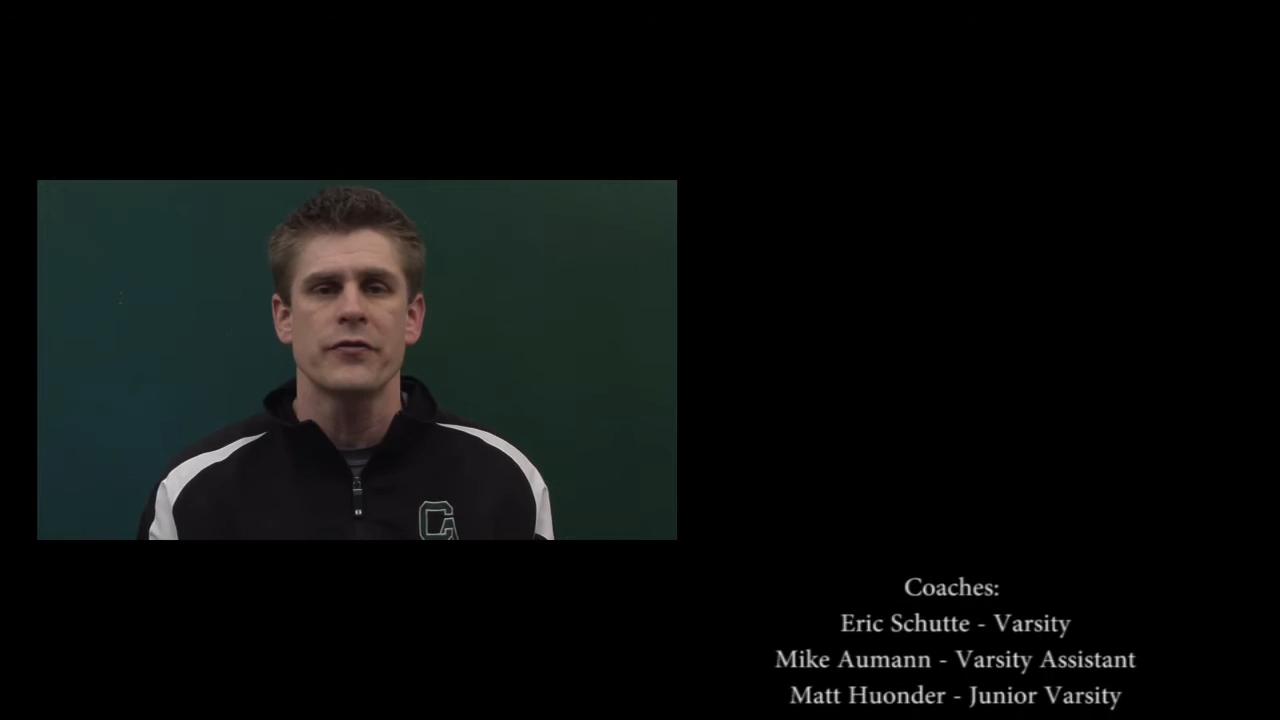 Coaches:
Eric Schutte - Varsity
Mike Aumann - Varsity Assistant
Matt Huonder - Junior Varsity